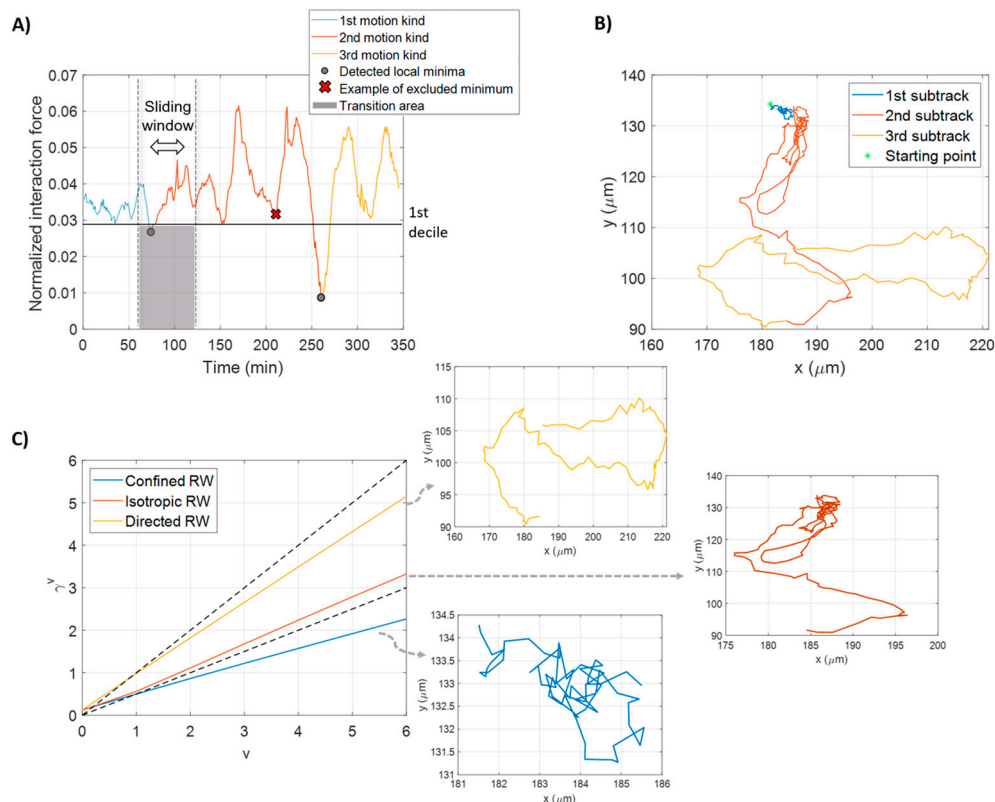 A)
1st motion kind
2nd motion kind
3rd motion kind
Detected local minima
Example of excluded minimum
Transition area
Normalized interaction force
0.07
0.06
0.05
0.04
0.03
0.02
0.01
0
Sliding
window
1st
decile
0 50 100 150 200 250 300 350
Time (min)
B)
y (μm)
140
130
120
110
100
90
1st subtrack
2nd subtrack
3rd subtrack
Starting point
160 170 180 190 200 210 220
x (μm)
C)
γv
6
5
4
3
2
1
0
Confined RW
Isotropic RW
Directed RW
0 1 2 3 4 5 6
v
y (μm)
115
110
105
100
95
90
160 170 180 190 200 210 220
x (μm)
y (μm)
140
130
120
110
100
90
175 180 185 190 195 200
x (μm)
y (μm)
134.5
134
133.5
133
132.5
132
131.5
131
181 182 183 184 185 186
x (μm)